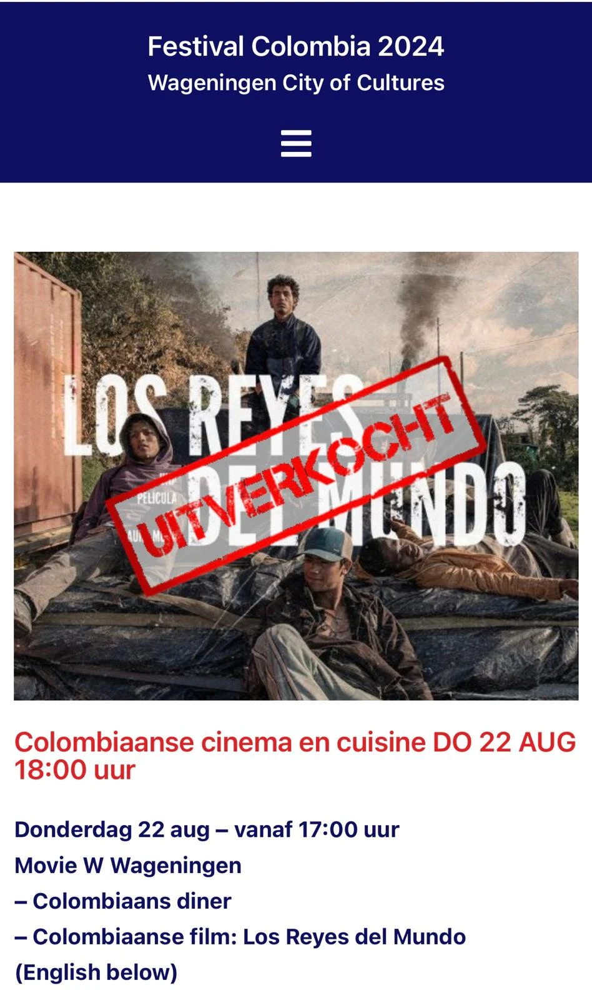 Festival Colombia 2024
Wageningen City of Cultures
LOS REYES
DEL MUNDO
UNA
PELÍCULA
UITVERKOCHT
Colombiaanse cinema en cuisine DO 22 AUG
18:00 uur
Donderdag 22 aug – vanaf 17:00 uur
Movie W Wageningen
– Colombiaans diner
– Colombiaanse film: Los Reyes del Mundo
(English below)